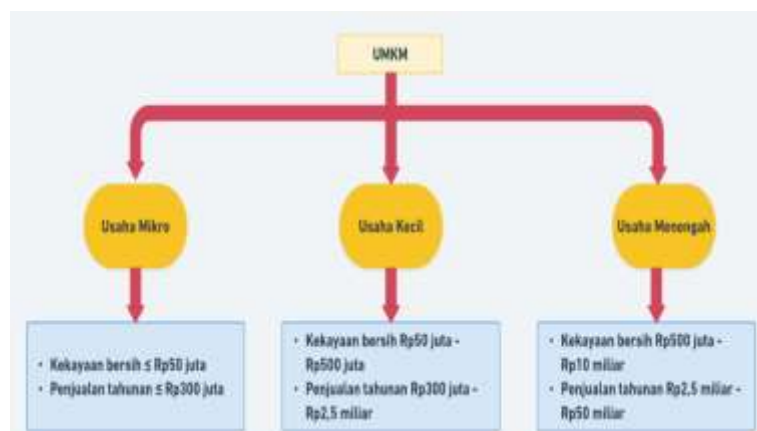 UMKM
Usaha Mikro
Usaha Kecil
Usaha Menengah
• Kekayaan bersih ≤ Rp50 juta
• Penjualan tahunan ≤ Rp300 juta
• Kekayaan bersih Rp50 juta -
Rp500 juta
• Penjualan tahunan Rp300 juta -
Rp2,5 miliar
• Kekayaan bersih Rp500 juta -
Rp10 miliar
• Penjualan tahunan Rp2,5 miliar -
Rp50 miliar